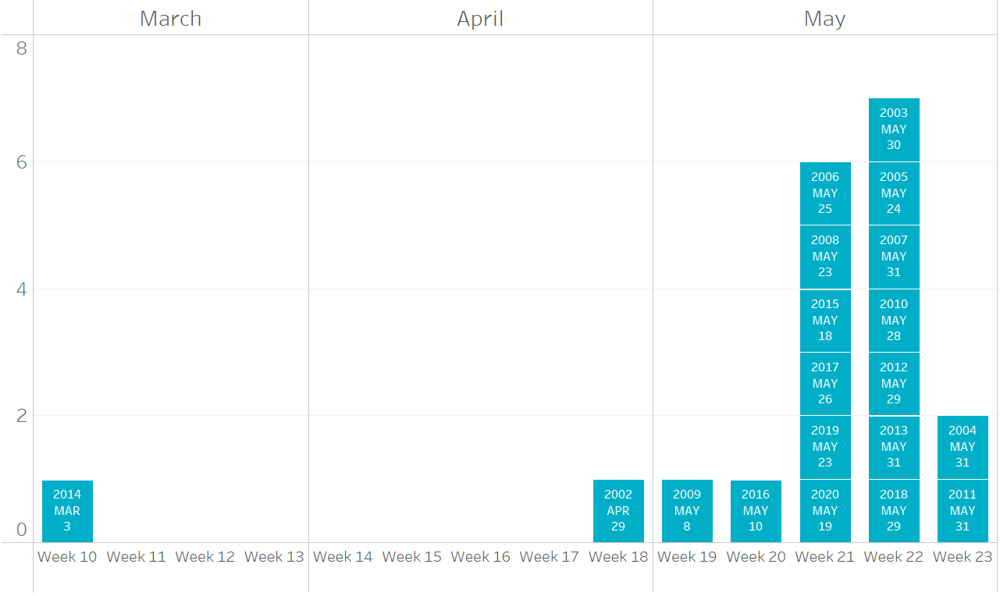 March
April
May
8
6
4
2
0
2003
MAY
30
2006
MAY
25
2005
MAY
24
2008
MAY
23
2007
MAY
31
2015
MAY
18
2010
MAY
28
2017
MAY
26
2012
MAY
29
2019
MAY
23
2013
MAY
31
2004
MAY
31
2014
MAR
3
2002
APR
29
2009
MAY
8
2016
MAY
10
2020
MAY
19
2018
MAY
29
2011
MAY
31
Week 10
Week 11
Week 12
Week 13
Week 14
Week 15
Week 16
Week 17
Week 18
Week 19
Week 20
Week 21
Week 22
Week 23